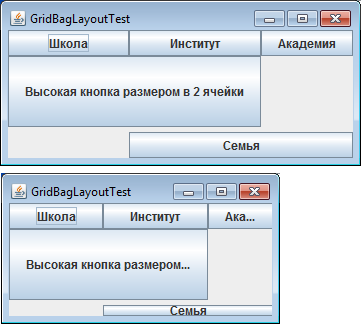 GridBagLayoutTest
Школа Институт Академия
Высокая кнопка размером в 2 ячейки
Семья
GridBagLayoutTest
Школа Институт Ака...
Высокая кнопка размером...
Семья